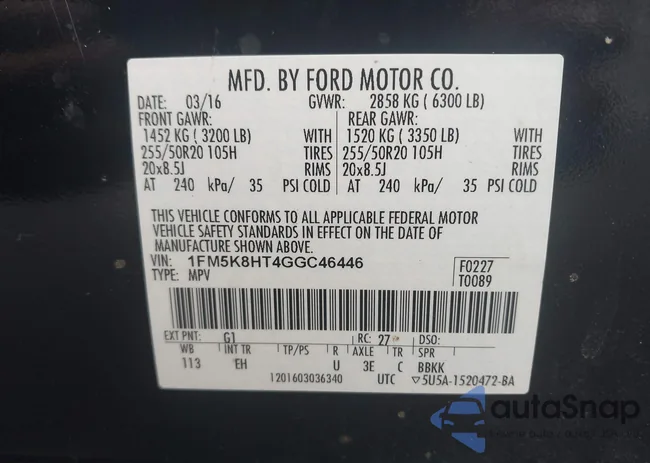 MFD. BY FORD MOTOR CO.
DATE: 03/16 GVWR: 2858 KG ( 6300 LB)
FRONT GAWR: REAR GAWR:
1452 KG ( 3200 LB) WITH 1520 KG ( 3350 LB)
255/50R20 105H TIRES 255/50R20 105H
20x8.5J RIMS 20x8.5J
AT 240 kPa/ 35 PSI COLD AT 240 kPa/ 35 PSI COLD
THIS VEHICLE CONFORMS TO ALL APPLICABLE FEDERAL MOTOR
VEHICLE SAFETY STANDARDS IN EFFECT ON THE DATE OF
MANUFACTURE SHOWN ABOVE.
VIN: 1FM5K8HT4GGC46446 F0227
TYPE: MPV T0089
EXT PNT: G1 RC: 27 DSO:
WB INT TR TP/PS R AXLE TR SPR
113 EH U 3E C BBKK
1201603036340 UTC ▽5U5A-1520472-BA
autoSnap